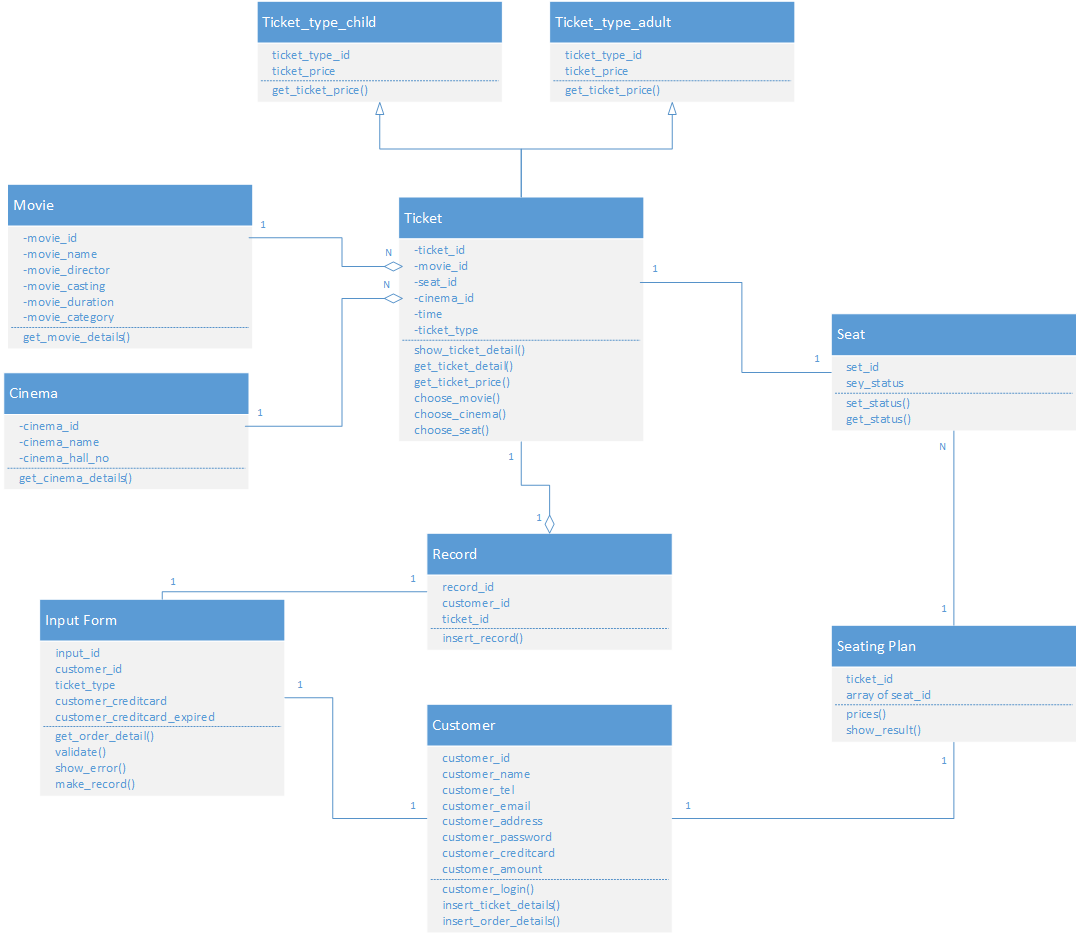 Ticket_type_child
ticket_type_id
ticket_price
get_ticket_price()
Ticket_type_adult
ticket_type_id
ticket_price
get_ticket_price()
Movie
-movie_id
-movie_name
-movie_director
-movie_casting
-movie_duration
-movie_category
get_movie_details()
1
N
Ticket
-ticket_id
-movie_id
-seat_id
-cinema_id
-time
-ticket_type
show_ticket_detail()
get_ticket_detail()
get_ticket_price()
choose_movie()
choose_cinema()
choose_seat()
N
1
1
Seat
set_id
sey_status
set_status()
get_status()
Cinema
-cinema_id
-cinema_name
-cinema_hall_no
get_cinema_details()
1
1
1
N
1
Record
record_id
customer_id
ticket_id
insert_record()
1
1
Input Form
input_id
customer_id
ticket_type
customer_creditcard
customer_creditcard_expired
get_order_detail()
validate()
show_error()
make_record()
1
1
Seating Plan
ticket_id
array of seat_id
prices()
show_result()
1
1
Customer
customer_id
customer_name
customer_tel
customer_email
customer_address
customer_password
customer_creditcard
customer_amount
customer_login()
insert_ticket_details()
insert_order_details()